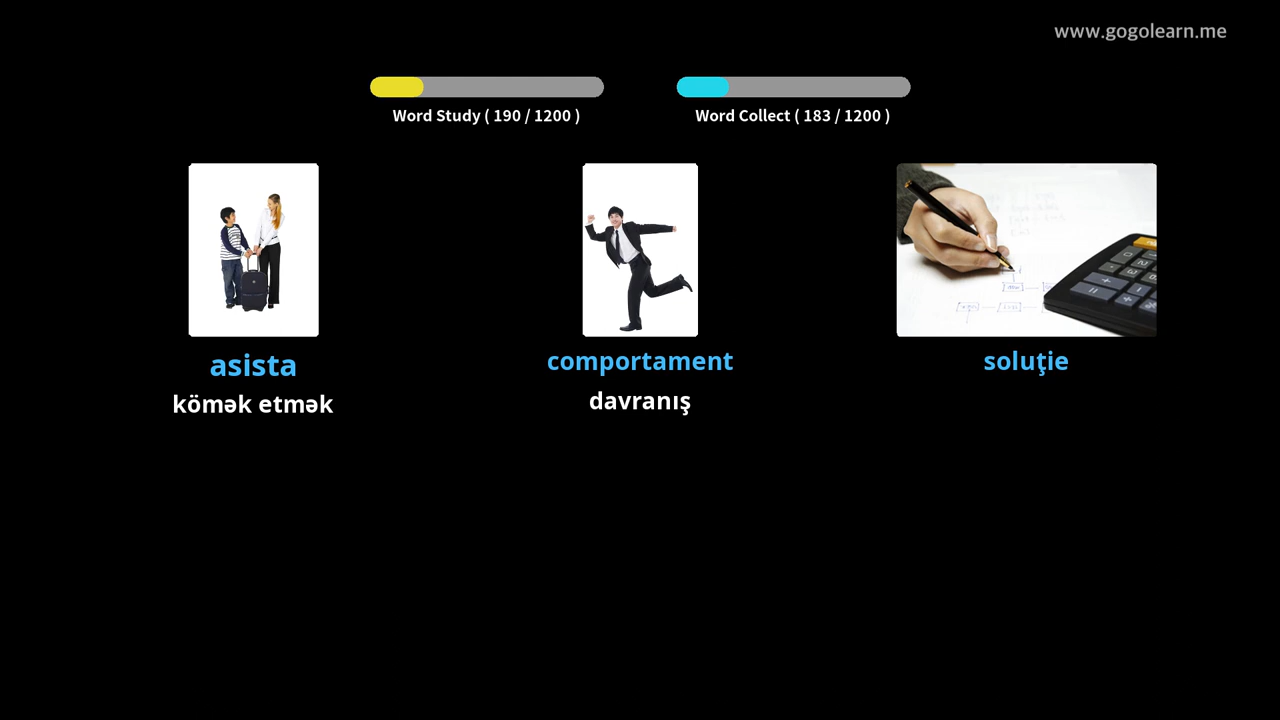 www.gogolearn.me
Word Study ( 190 / 1200 )
Word Collect ( 183 / 1200 )
asista
comportament
soluţie
kömək etmək
davranış